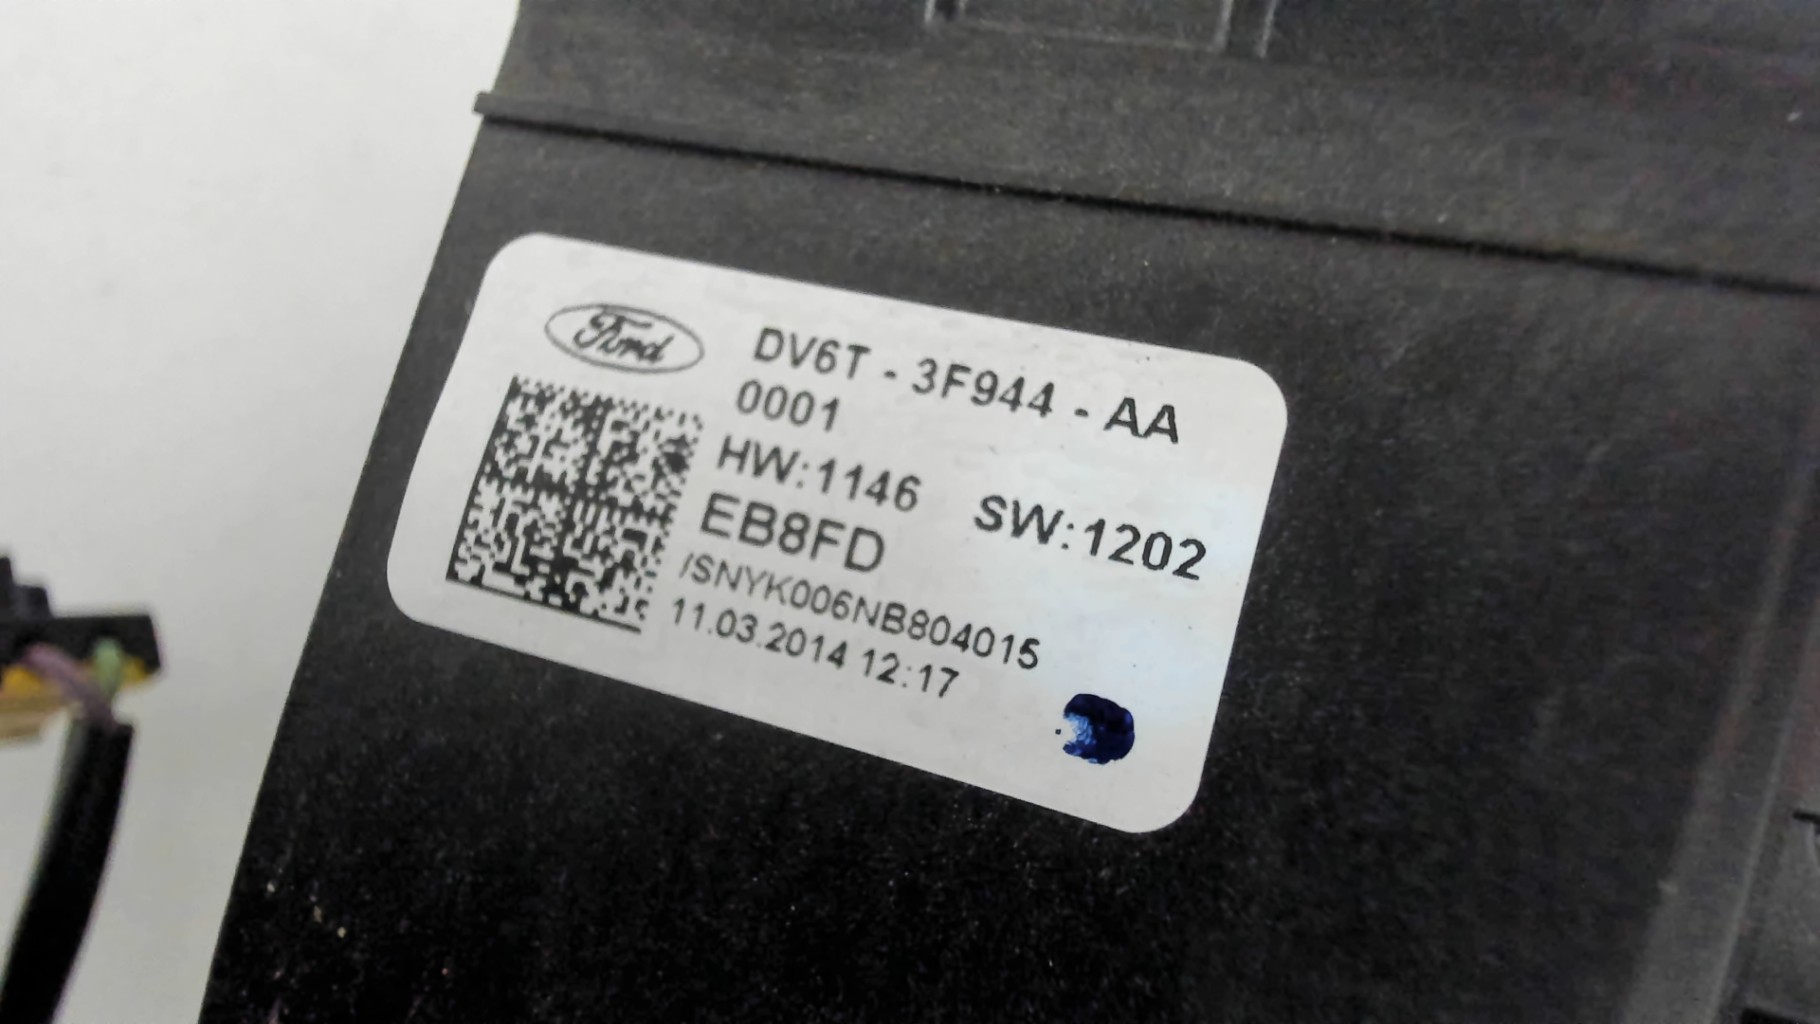 Ford
DV6T - 3F944 - AA
0001
HW:1146 SW:1202
EB8FD
/SNYK006NB804015
11.03.2014 12:17